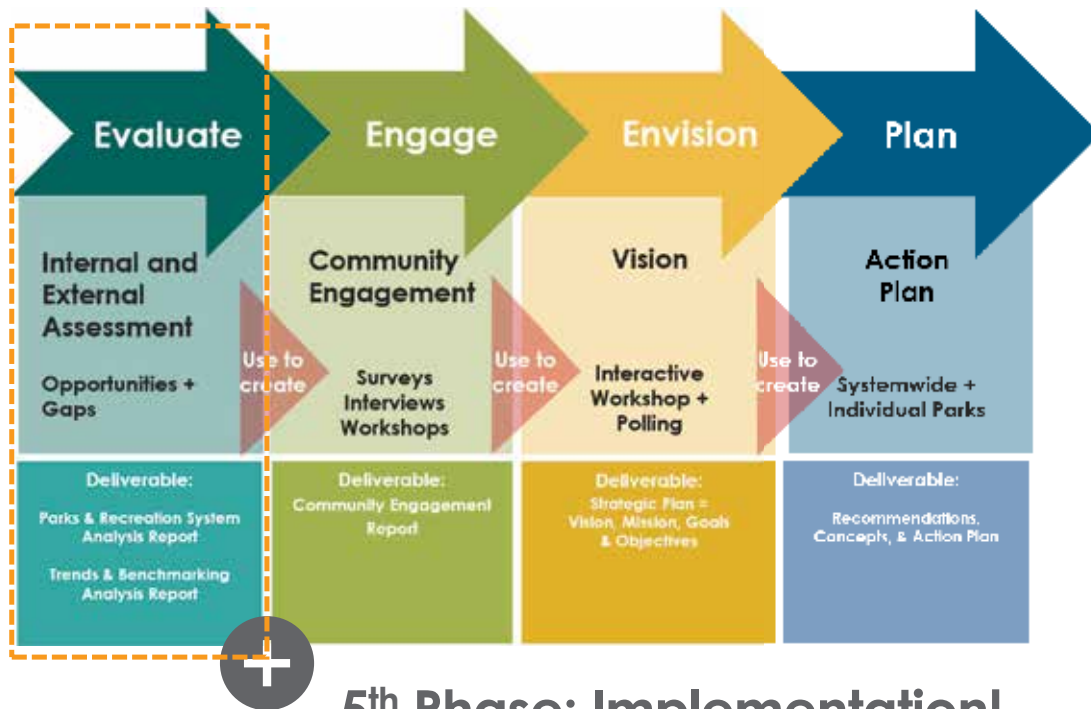 Evaluate
Engage
Envision
Plan
Internal and
External
Assessment
Opportunities +
Gaps
Use to
create
Community
Engagement
Surveys
Interviews
Workshops
Use to
create
Vision
Interactive
Workshop +
Polling
Use to
create
Action
Plan
Systemwide +
Individual Parks
Deliverable:
Parks & Recreation System
Analysis Report
Trends & Benchmarking
Analysis Report
Deliverable:
Community Engagement
Report
Deliverable:
Strategic Plan =
Vision, Mission, Goals
& Objectives
Deliverable:
Recommendations,
Concepts, & Action Plan
+
5th Phase: Implementation!